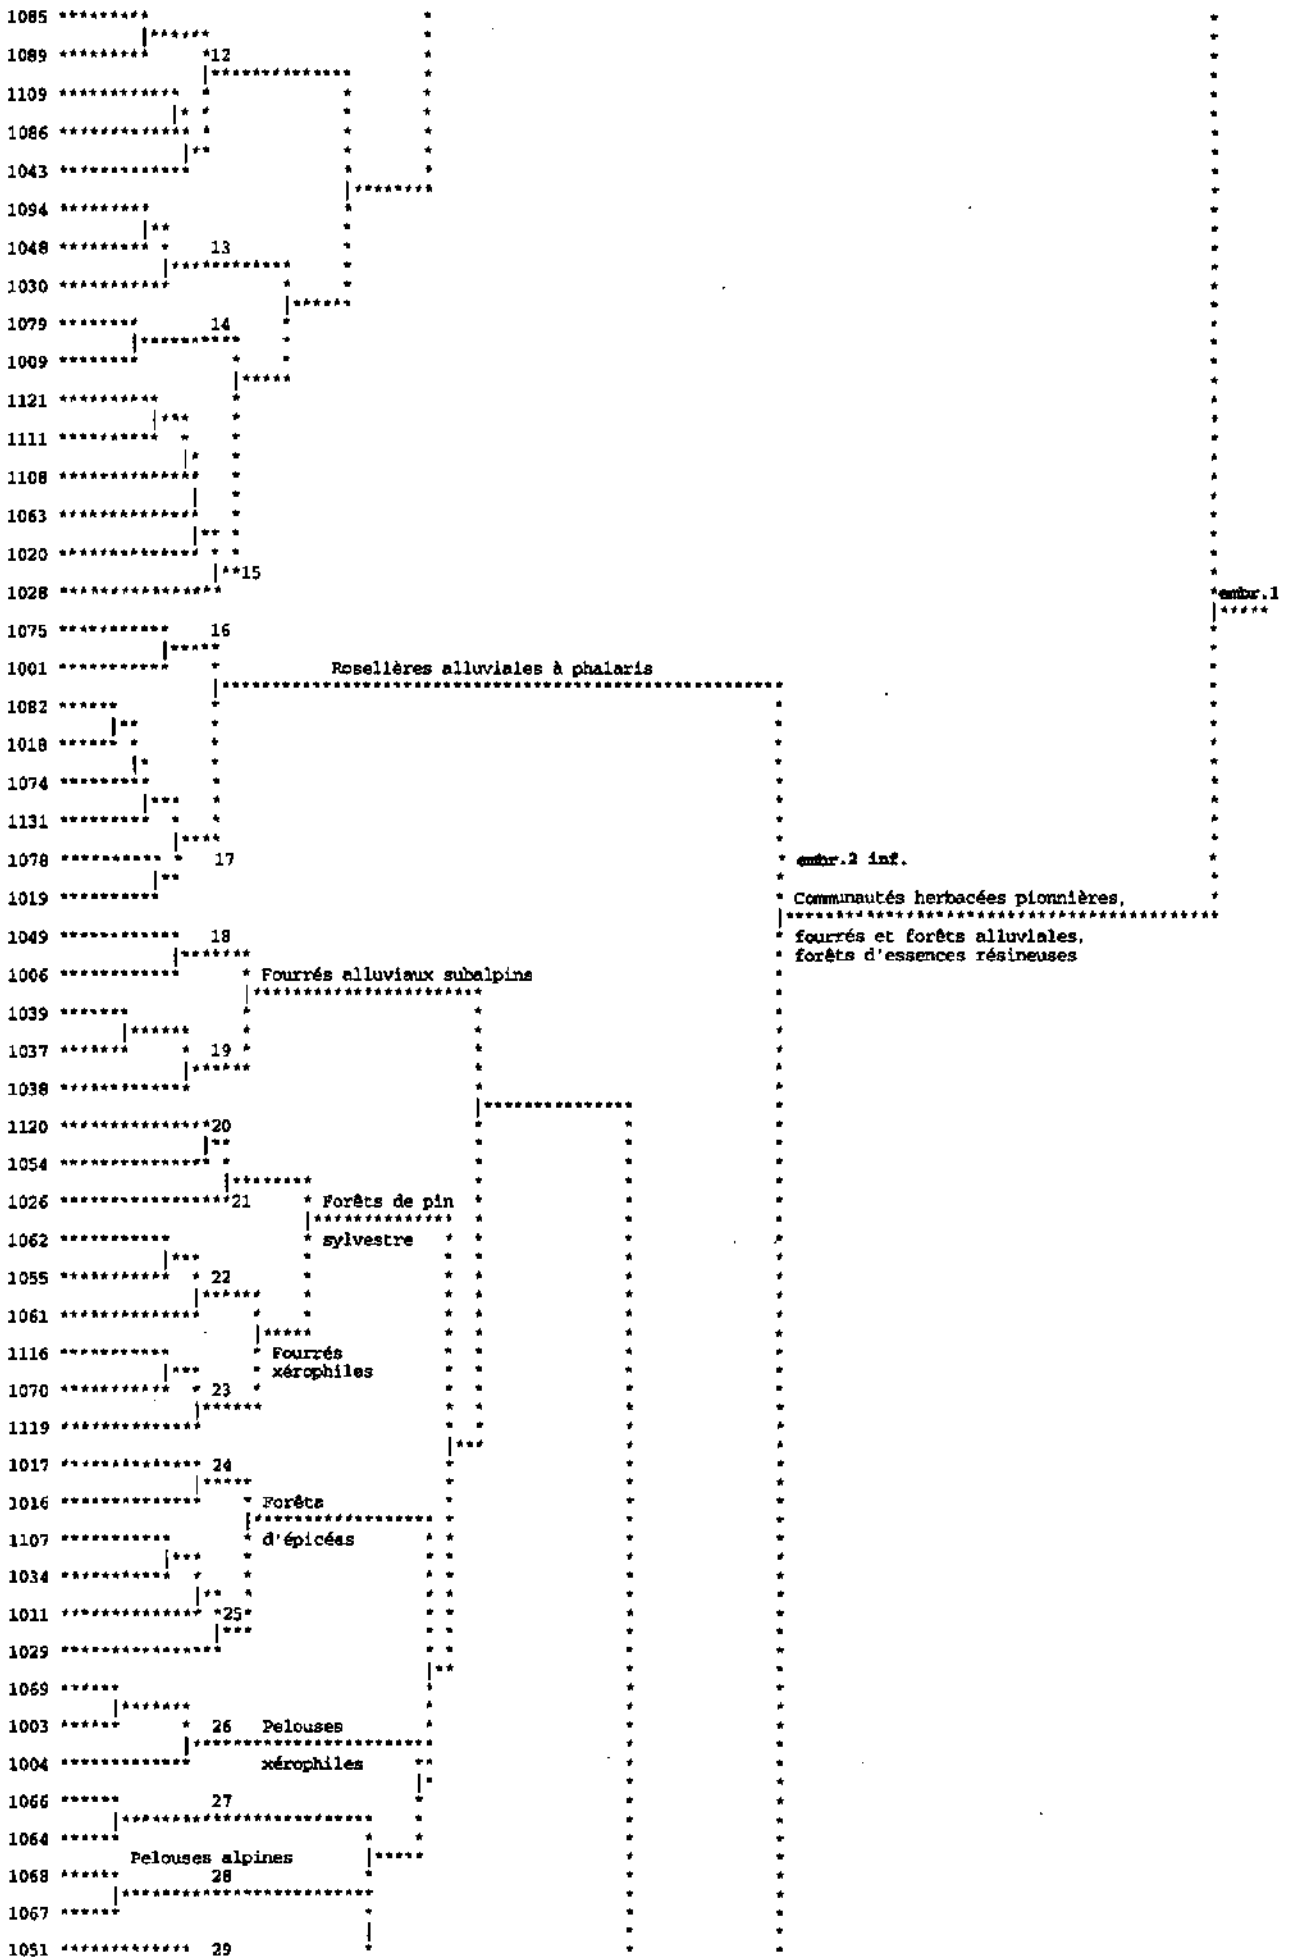 1085
1089 12
1109
1086
1043
1094
1048 13
1030
1079 14
1009
1121
1111
1108
1063
1020
15
1028
embr.1
1075 16
1001 Rosellères alluviales à phalaris
1082
1018
1074
1131
1078 17 embr.2 inf.
1019 Communautés herbacées pionnières,
1049 18 fourrés et forêts alluviales,
forêts d'essences résineuses
1006 Fourrés alluviaux subalpins
1039
1037 19
1038
1120 20
1054
1026 21 Forêts de pin
1062 sylvestre
1055 22
1061
1116 Fourrés
xérophiles
1070 23
1119
1017 24
1016 Forêts
1107 d'épicéas
1034
1011 25
1029
1069
1003 26 Pelouses
1004 xérophiles
1066 27
1064
Pelouses alpines
1068 28
1067
1051 29